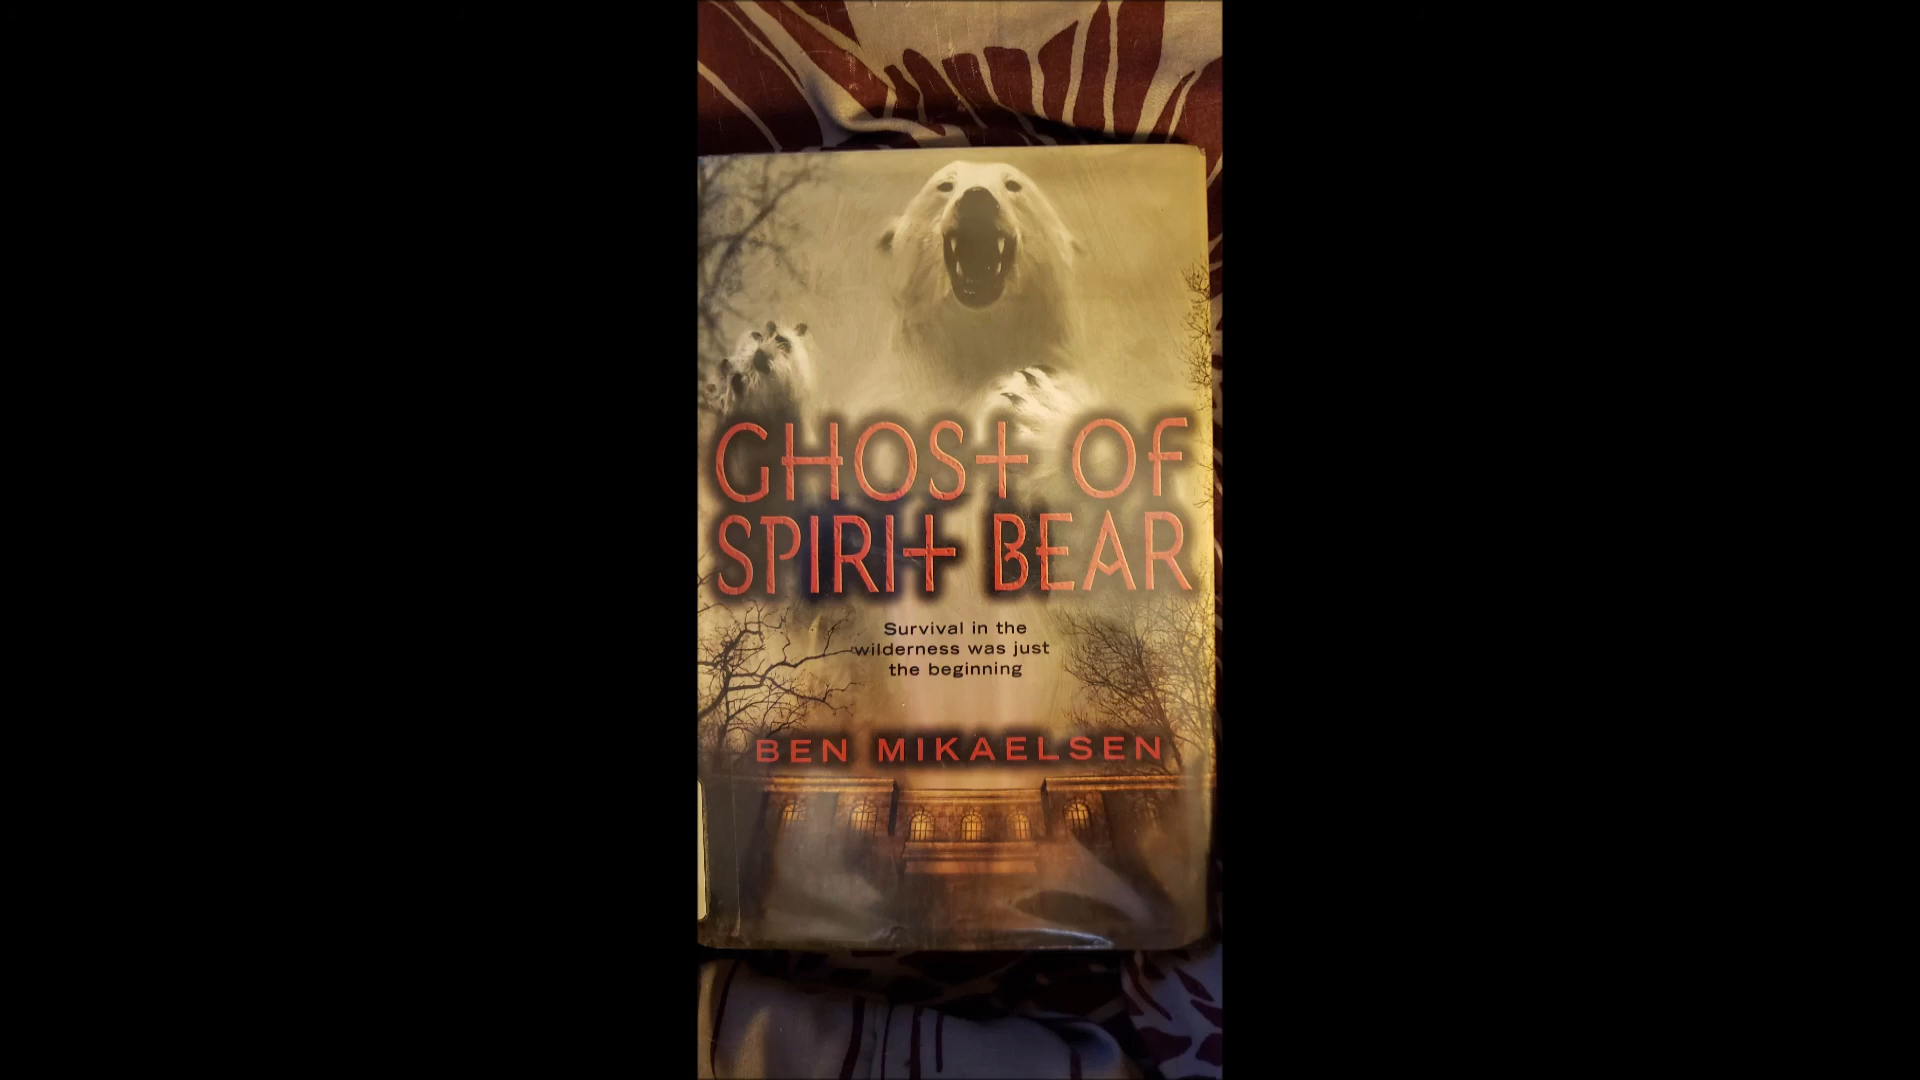 GHOST OF
SPIRIT BEAR
Survival in the
wilderness was just
the beginning
BEN MIKAELSEN